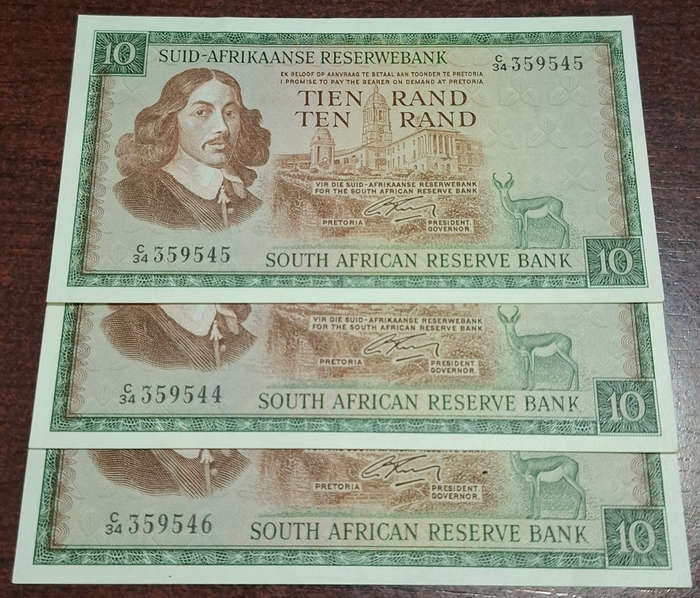 10
SUID-AFRIKAANSE RESERWEBANK
C/34 359545
EK BELOOF OP AANVRAAG TE BETAAL AAN TOONDER TE PRETORIA
I PROMISE TO PAY THE BEARER ON DEMAND AT PRETORIA
TIEN RAND
TEN RAND
VIR DIE SUID-AFRIKAANSE RESERWEBANK
FOR THE SOUTH AFRICAN RESERVE BANK
PRETORIA PRESIDENT.
GOVERNOR.
C/34 359545
SOUTH AFRICAN RESERVE BANK
10
VIR DIE SUID-AFRIKAANSE RESERWEBANK
FOR THE SOUTH AFRICAN RESERVE BANK
PRETORIA PRESIDENT.
GOVERNOR.
C/34 359544
SOUTH AFRICAN RESERVE BANK
10
PRETORIA PRESIDENT.
GOVERNOR.
C/34 359546
SOUTH AFRICAN RESERVE BANK
10